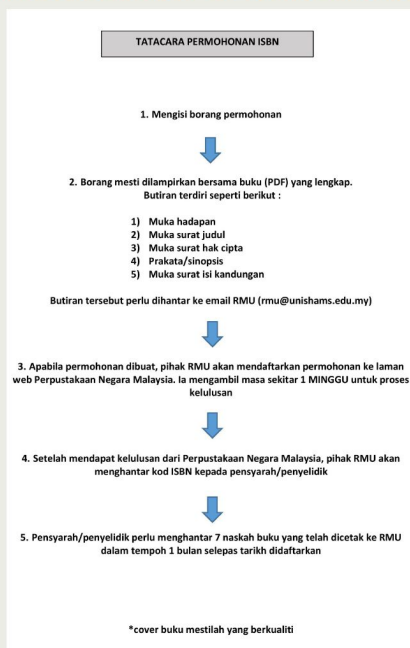 TATACARA PERMOHONAN ISBN
1. Mengisi borang permohonan
2. Borang mesti dilampirkan bersama buku (PDF) yang lengkap.
Butiran terdiri seperti berikut :
1) Muka hadapan
2) Muka surat judul
3) Muka surat hak cipta
4) Prakata/sinopsis
5) Muka surat isi kandungan
Butiran tersebut perlu dihantar ke email RMU (rmu@unishams.edu.my)
3. Apabila permohonan dibuat, pihak RMU akan mendaftarkan permohonan ke laman
web Perpustakaan Negara Malaysia. Ia mengambil masa sekitar 1 MINGGU untuk proses
kelulusan
4. Setelah mendapat kelulusan dari Perpustakaan Negara Malaysia, pihak RMU akan
menghantar kod ISBN kepada pensyarah/penyelidik
5. Pensyarah/penyelidik perlu menghantar 7 naskah buku yang telah dicetak ke RMU
dalam tempoh 1 bulan selepas tarikh didaftarkan
*cover buku mestilah yang berkualiti